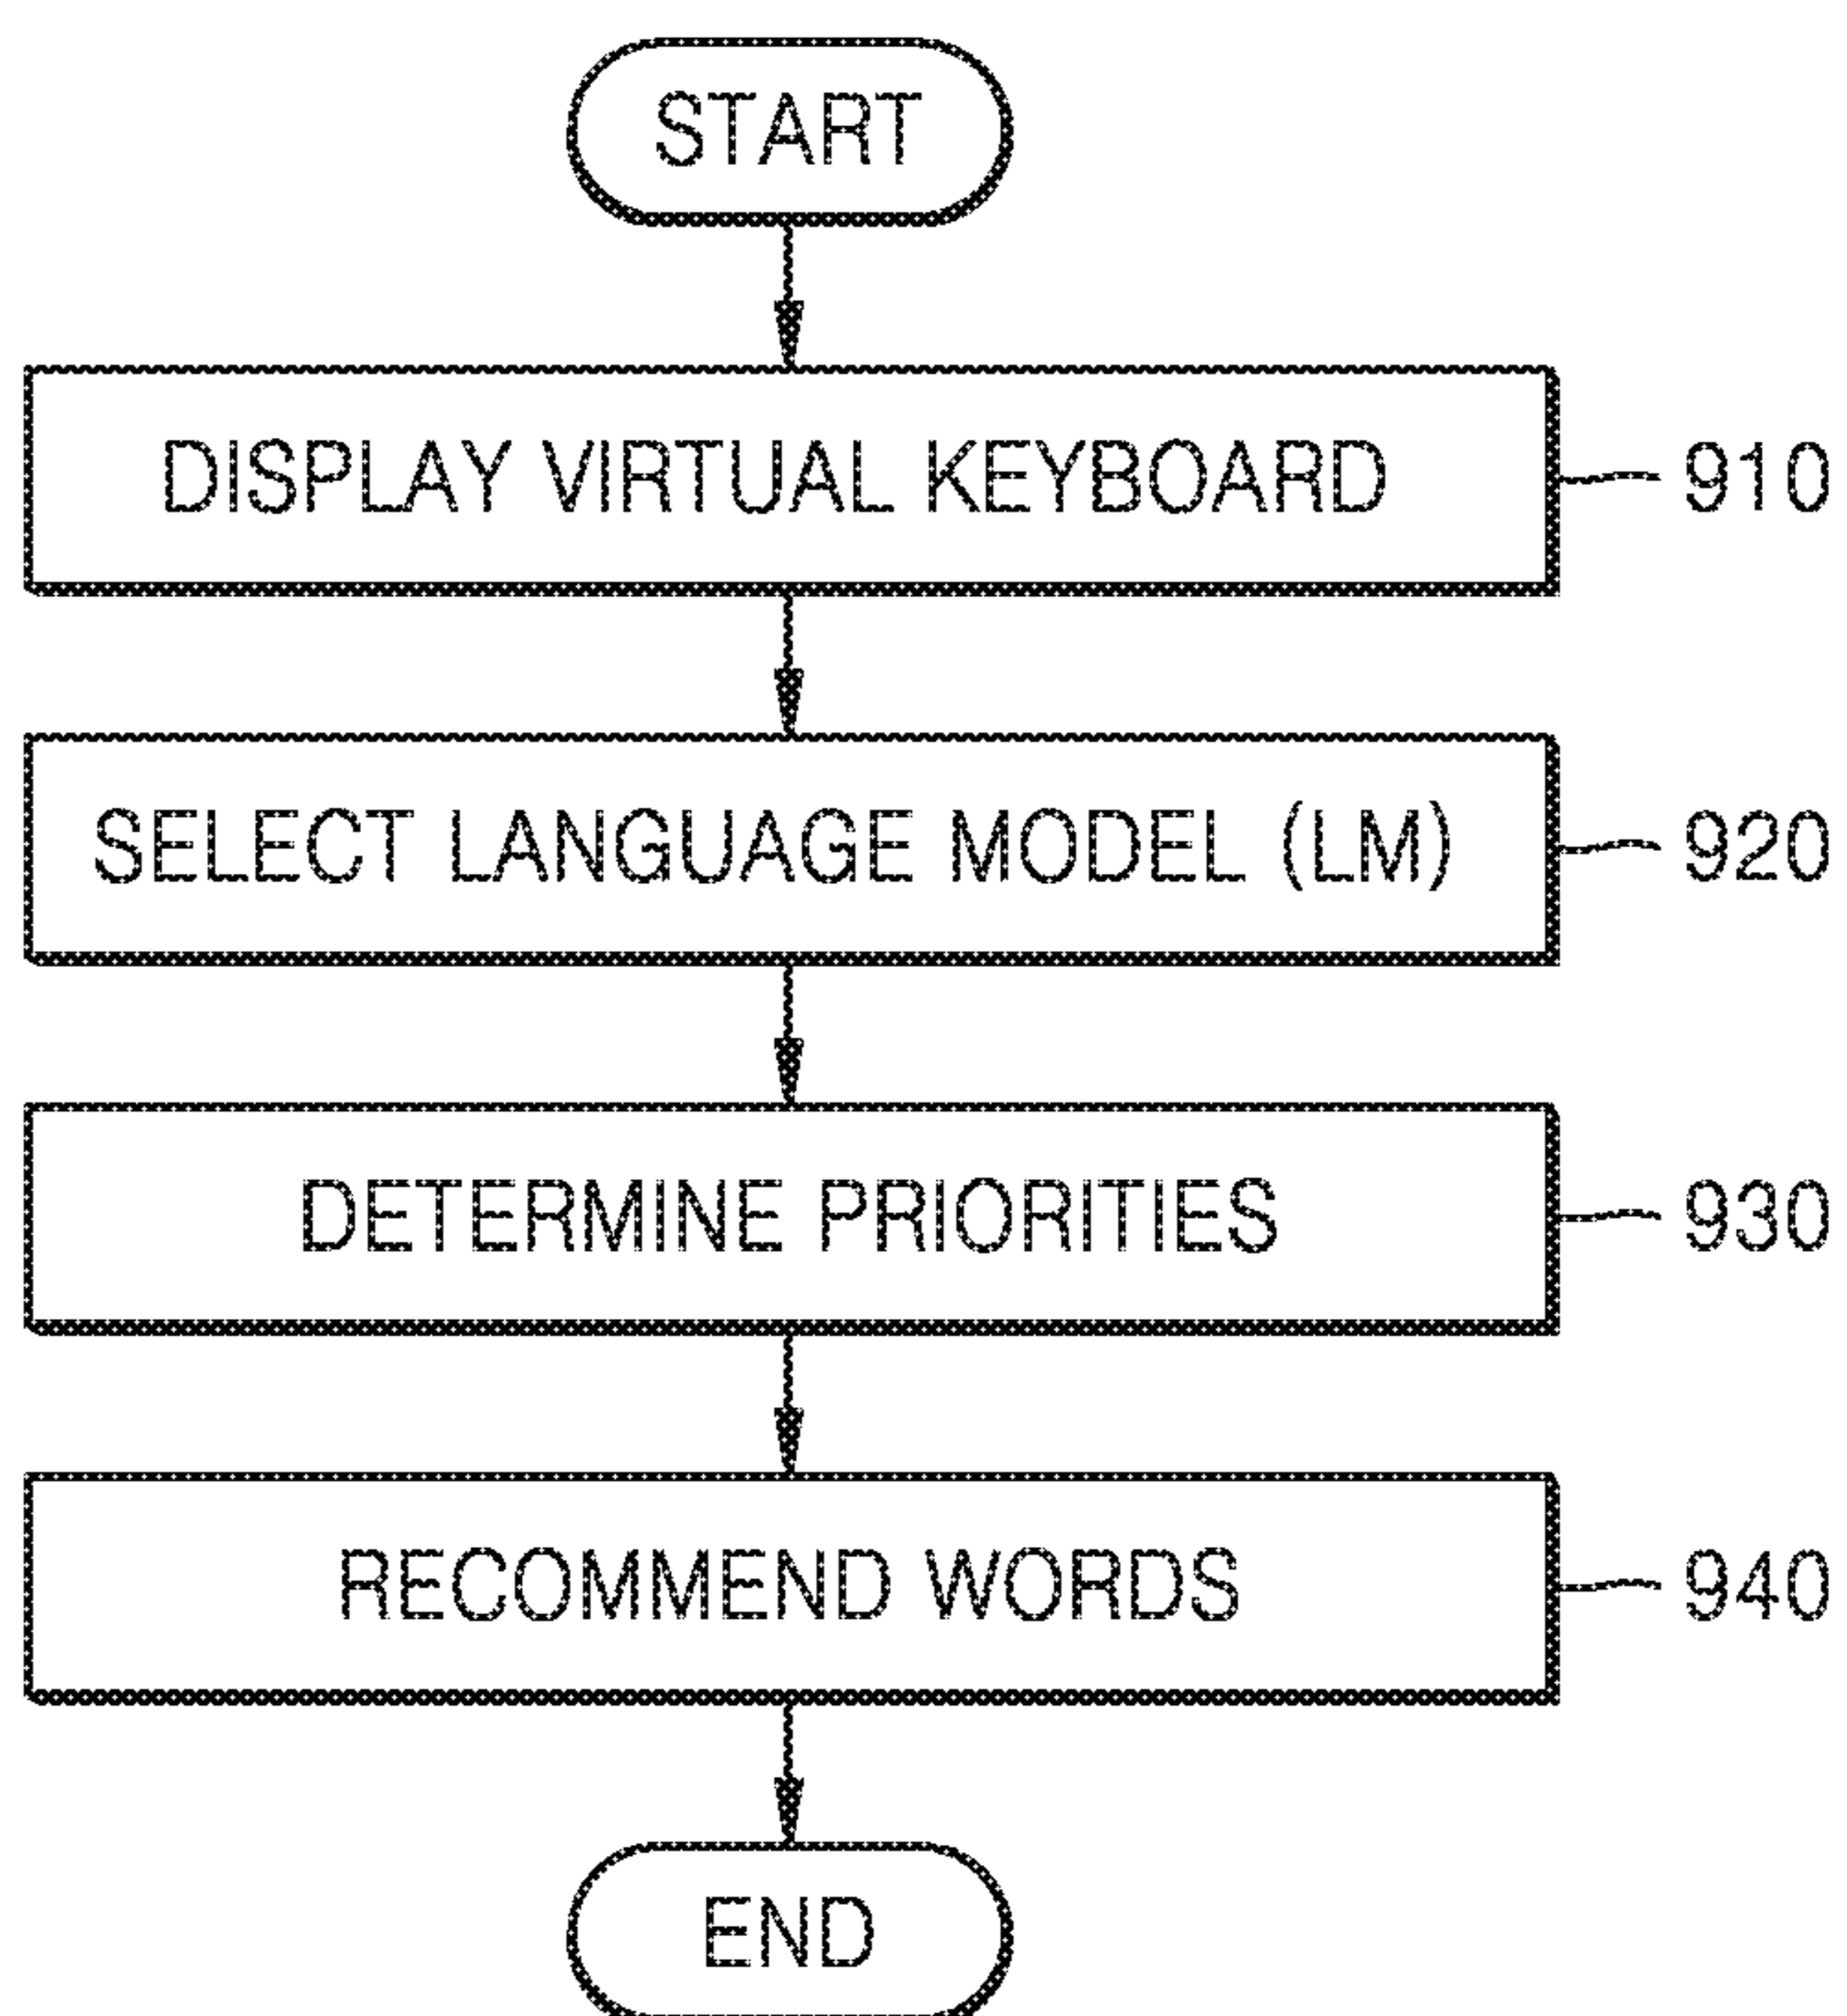 START
DISPLAY VIRTUAL KEYBOARD
910
SELECT LANGUAGE MODEL (LM)
920
DETERMINE PRIORITIES
930
RECOMMEND WORDS
940
END